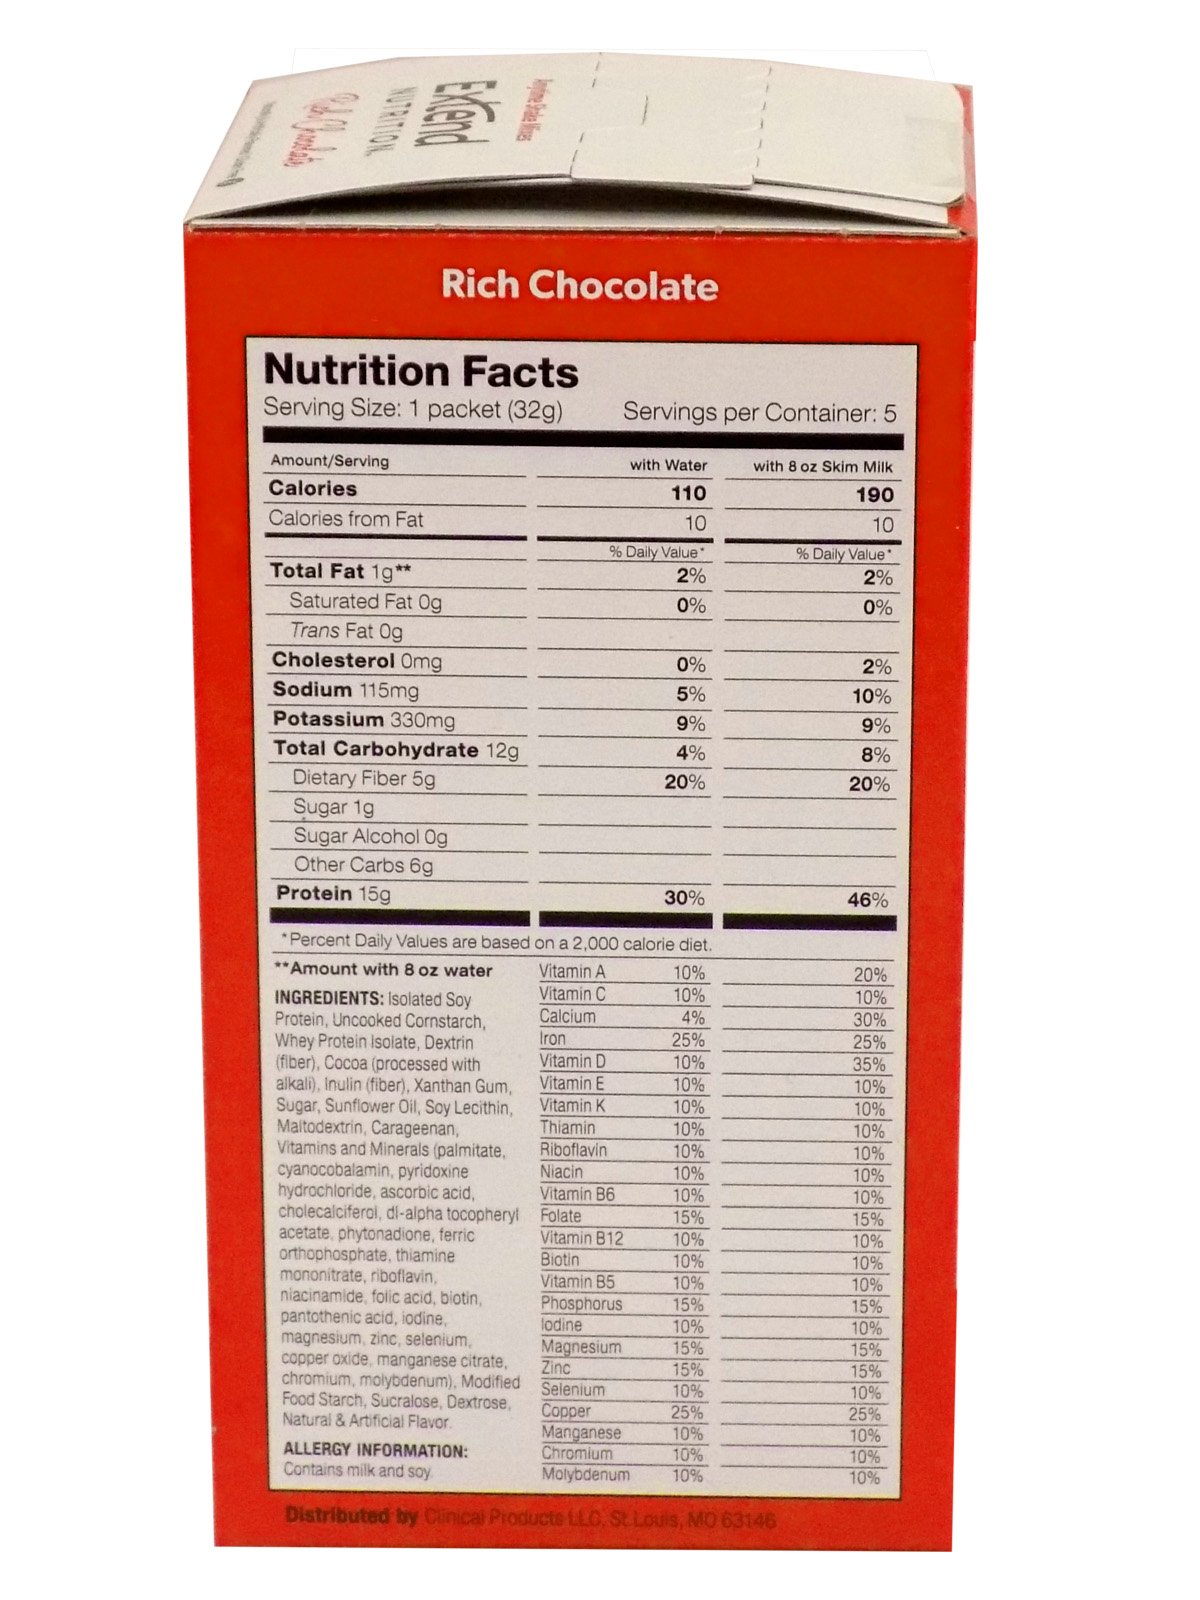 Anytime Shake Mixes
Extend
NUTRITION.
Rich Chocolate
Rich Chocolate
Nutrition Facts
Serving Size: 1 packet (32g) Servings per Container: 5
Amount/Serving with Water with 8 oz Skim Milk
Calories 110 190
Calories from Fat 10 10
% Daily Value* % Daily Value*
Total Fat 1g** 2% 2%
Saturated Fat 0g 0% 0%
Trans Fat 0g
Cholesterol 0mg 0% 2%
Sodium 115mg 5% 10%
Potassium 330mg 9% 9%
Total Carbohydrate 12g 4% 8%
Dietary Fiber 5g 20% 20%
Sugar 1g
Sugar Alcohol 0g
Other Carbs 6g
Protein 15g 30% 46%
*Percent Daily Values are based on a 2,000 calorie diet.
**Amount with 8 oz water
INGREDIENTS: Isolated Soy
Protein, Uncooked Cornstarch,
Whey Protein Isolate, Dextrin
(fiber), Cocoa (processed with
alkali), Inulin (fiber), Xanthan Gum,
Sugar, Sunflower Oil, Soy Lecithin,
Maltodextrin, Carageenan,
Vitamins and Minerals (palmitate,
cyanocobalamin, pyridoxine
hydrochloride, ascorbic acid,
cholecalciferol, dl-alpha tocopheryl
acetate, phytonadione, ferric
orthophosphate, thiamine
mononitrate, riboflavin,
niacinamide, folic acid, biotin,
pantothenic acid, iodine,
magnesium, zinc, selenium,
copper oxide, manganese citrate,
chromium, molybdenum), Modified
Food Starch, Sucralose, Dextrose,
Natural & Artificial Flavor.
ALLERGY INFORMATION:
Contains milk and soy.
Vitamin A 10% 20%
Vitamin C 10% 10%
Calcium 4% 30%
Iron 25% 25%
Vitamin D 10% 35%
Vitamin E 10% 10%
Vitamin K 10% 10%
Thiamin 10% 10%
Riboflavin 10% 10%
Niacin 10% 10%
Vitamin B6 10% 10%
Folate 15% 15%
Vitamin B12 10% 10%
Biotin 10% 10%
Vitamin B5 10% 10%
Phosphorus 15% 15%
Iodine 10% 10%
Magnesium 15% 15%
Zinc 15% 15%
Selenium 10% 10%
Copper 25% 25%
Manganese 10% 10%
Chromium 10% 10%
Molybdenum 10% 10%
Distributed by Clinical Products LLC, St. Louis, MO 63146